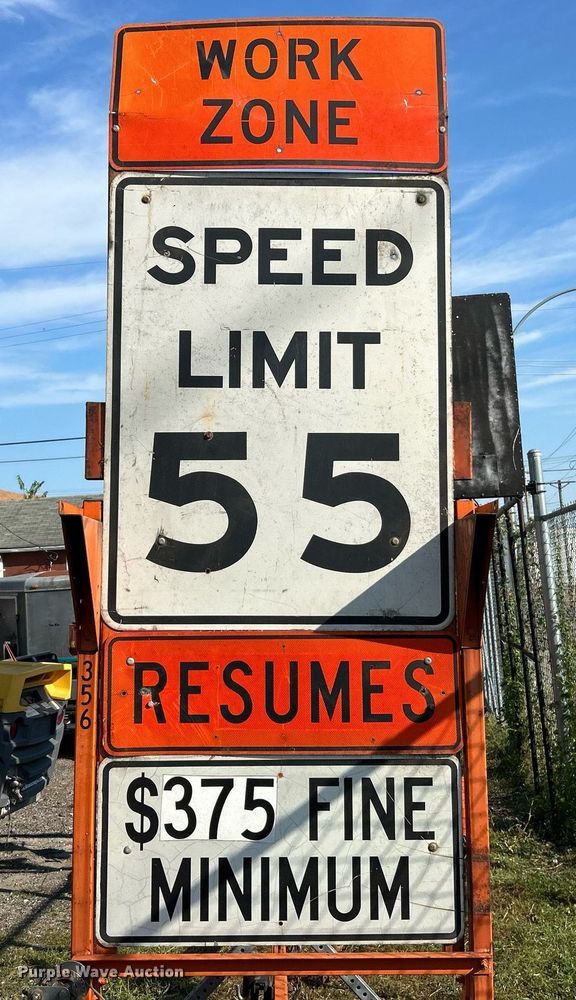 WORK
ZONE
SPEED
LIMIT
55
RESUMES
356
$375 FINE
MINIMUM
Purple Wave Auction